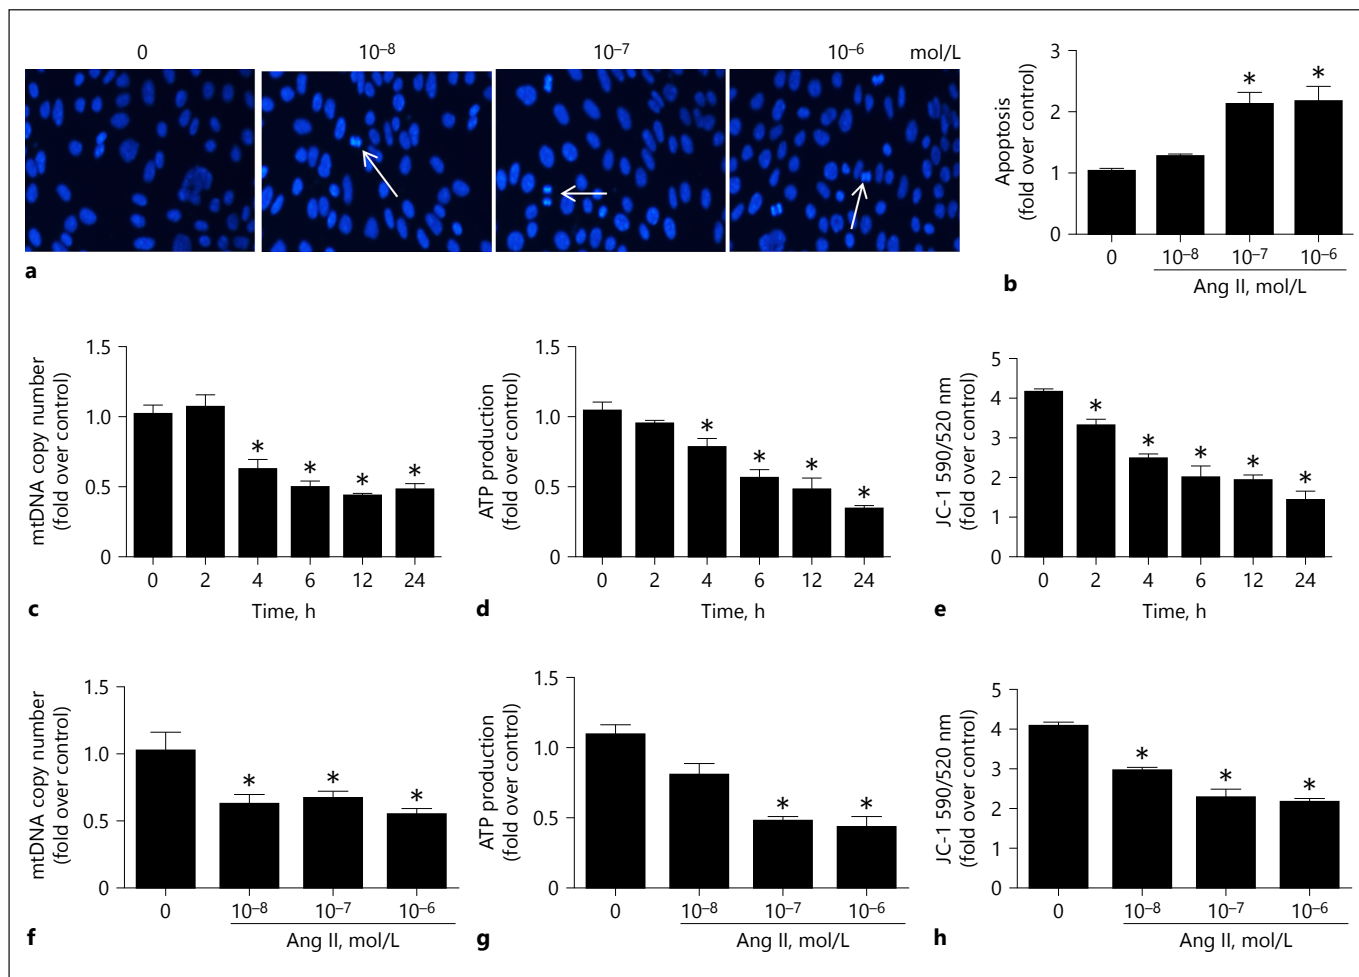 0 10⁻⁸ 10⁻⁷ 10⁻⁶ mol/L
a
Apoptosis
(fold over control)
3
2
1
0
* *
0 10⁻⁸ 10⁻⁷ 10⁻⁶
Ang II, mol/L
b
mtDNA copy number
(fold over control)
1.5
1.0
0.5
0
* * * *
0 2 4 6 12 24
Time, h
c
ATP production
(fold over control)
1.5
1.0
0.5
0
* * * *
0 2 4 6 12 24
Time, h
d
JC-1 590/520 nm
(fold over control)
5
4
3
2
1
0
* * * * *
0 2 4 6 12 24
Time, h
e
mtDNA copy number
(fold over control)
1.5
1.0
0.5
0
* * *
0 10⁻⁸ 10⁻⁷ 10⁻⁶
Ang II, mol/L
f
ATP production
(fold over control)
1.5
1.0
0.5
0
* *
0 10⁻⁸ 10⁻⁷ 10⁻⁶
Ang II, mol/L
g
JC-1 590/520 nm
(fold over control)
5
4
3
2
1
0
* * *
0 10⁻⁸ 10⁻⁷ 10⁻⁶
Ang II, mol/L
h